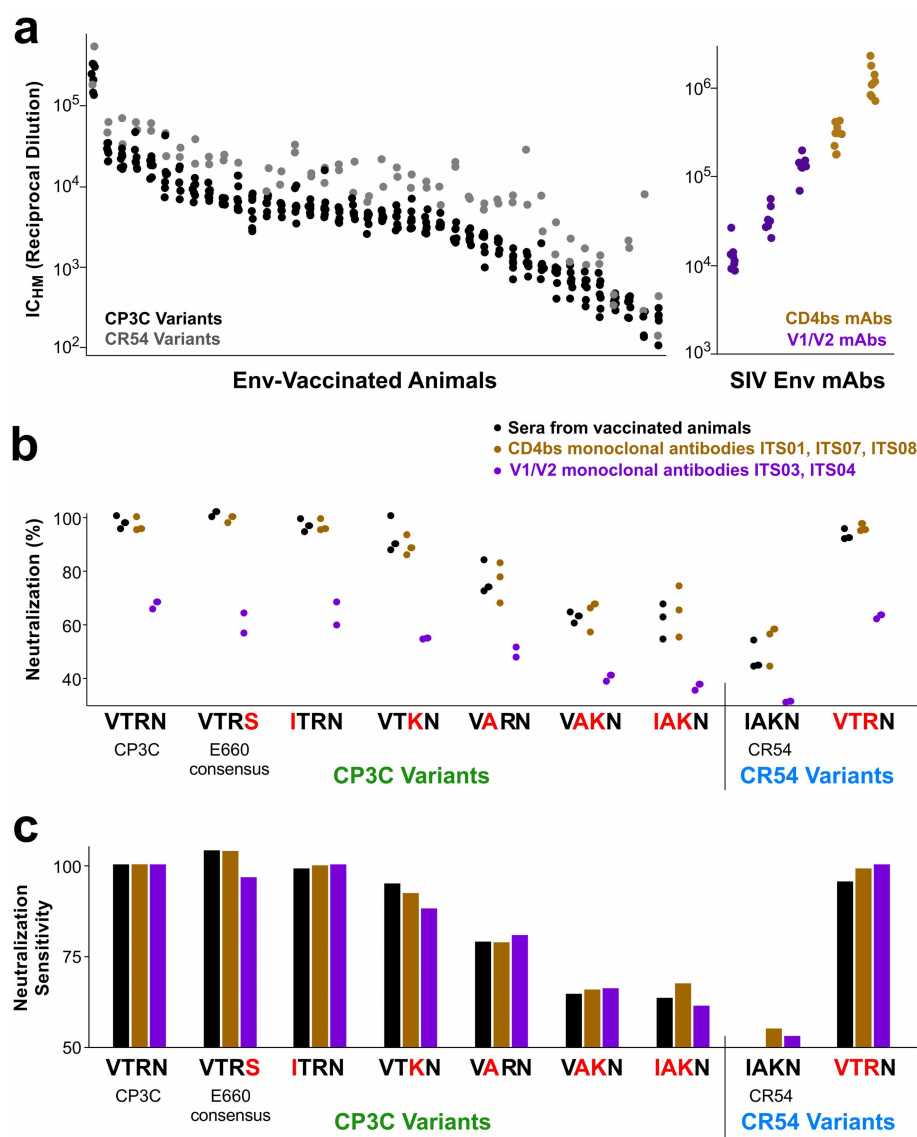 a
IC_HM (Reciprocal Dilution)
10^5
10^4
10^3
10^2
CP3C Variants
CR54 Variants
Env-Vaccinated Animals
10^6
10^5
10^4
10^3
CD4bs mAbs
V1/V2 mAbs
SIV Env mAbs
b
Sera from vaccinated animals
CD4bs monoclonal antibodies ITS01, ITS07, ITS08
V1/V2 monoclonal antibodies ITS03, ITS04
Neutralization (%)
100
80
60
40
VTRN VTRS ITRN VTKN VARN VAKN IAKN IAKN VTRN
CP3C E660 CR54
consensus
CP3C Variants CR54 Variants
c
Neutralization
Sensitivity
100
75
50
VTRN VTRS ITRN VTKN VARN VAKN IAKN IAKN VTRN
CP3C E660 CR54
consensus
CP3C Variants CR54 Variants